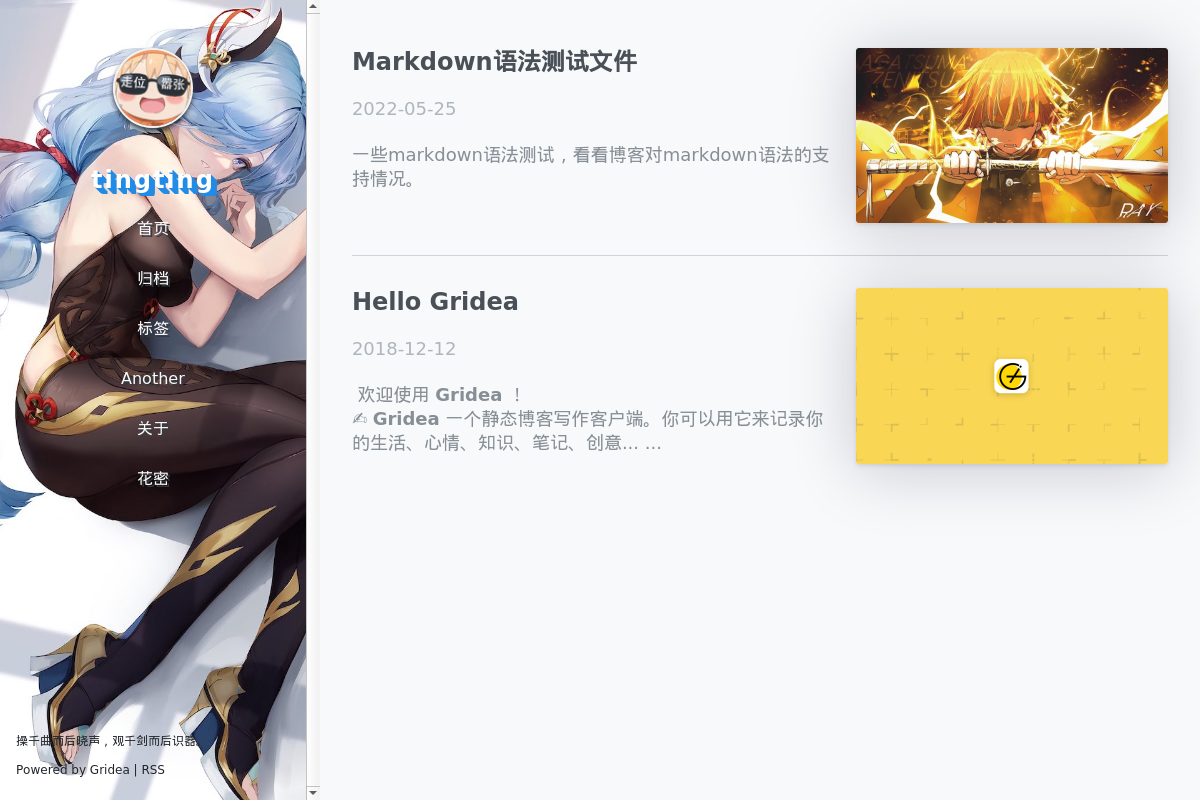 走位 嚣张
tingting
首页
归档
标签
Another
关于
花密
操千曲而后晓声，观千剑而后识器。
Powered by Gridea | RSS
Markdown语法测试文件
2022-05-25
一些markdown语法测试，看看博客对markdown语法的支
持情况。
AGATSUMA
ZENITSU
RAY
Hello Gridea
2018-12-12
欢迎使用 Gridea ！
✍️ Gridea 一个静态博客写作客户端。你可以用它来记录你
的生活、心情、知识、笔记、创意... ...